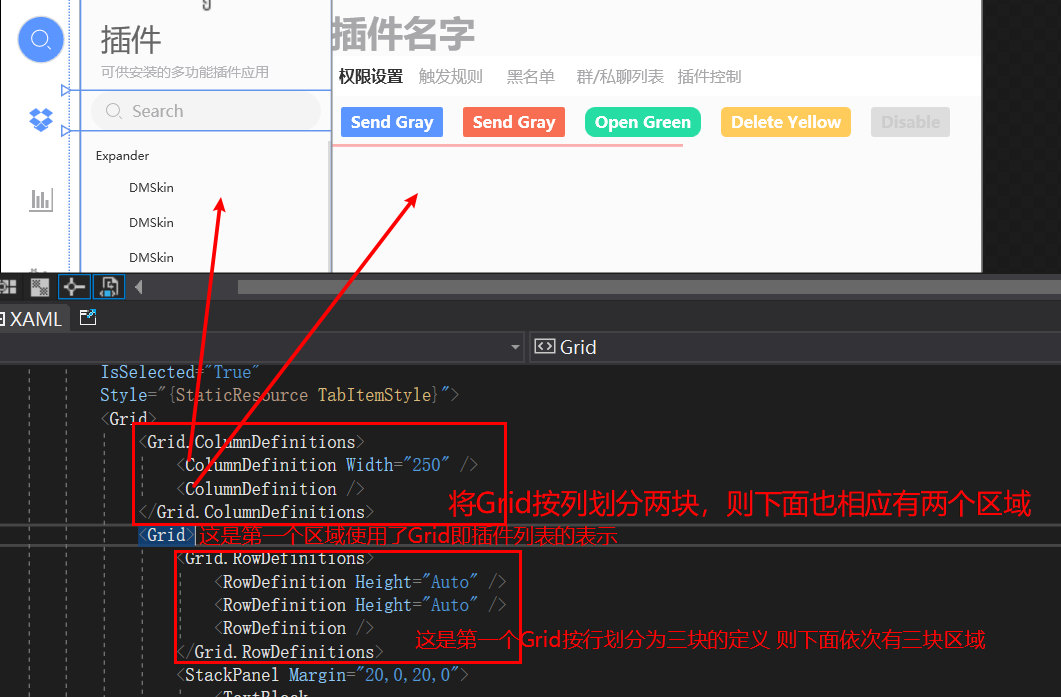 插件
可供安装的多功能插件应用
Search
Expander
DMSkin
DMSkin
DMSkin
插件名字
权限设置 触发规则 黑名单 群/私聊列表 插件控制
Send Gray Send Gray Open Green Delete Yellow Disable
XAML
Grid
IsSelected="True"
Style="{StaticResource TabItemStyle}">
<Grid>
<Grid.ColumnDefinitions>
<ColumnDefinition Width="250" />
<ColumnDefinition />
</Grid.ColumnDefinitions>
将Grid按列划分两块，则下面也相应有两个区域
<Grid> 这是第一个区域使用了Grid即插件列表的表示
<Grid.RowDefinitions>
<RowDefinition Height="Auto" />
<RowDefinition Height="Auto" />
<RowDefinition />
</Grid.RowDefinitions>
这是第一个Grid按行划分为三块的定义 则下面依次有三块区域
<StackPanel Margin="20,0,20,0">
<TextBlock